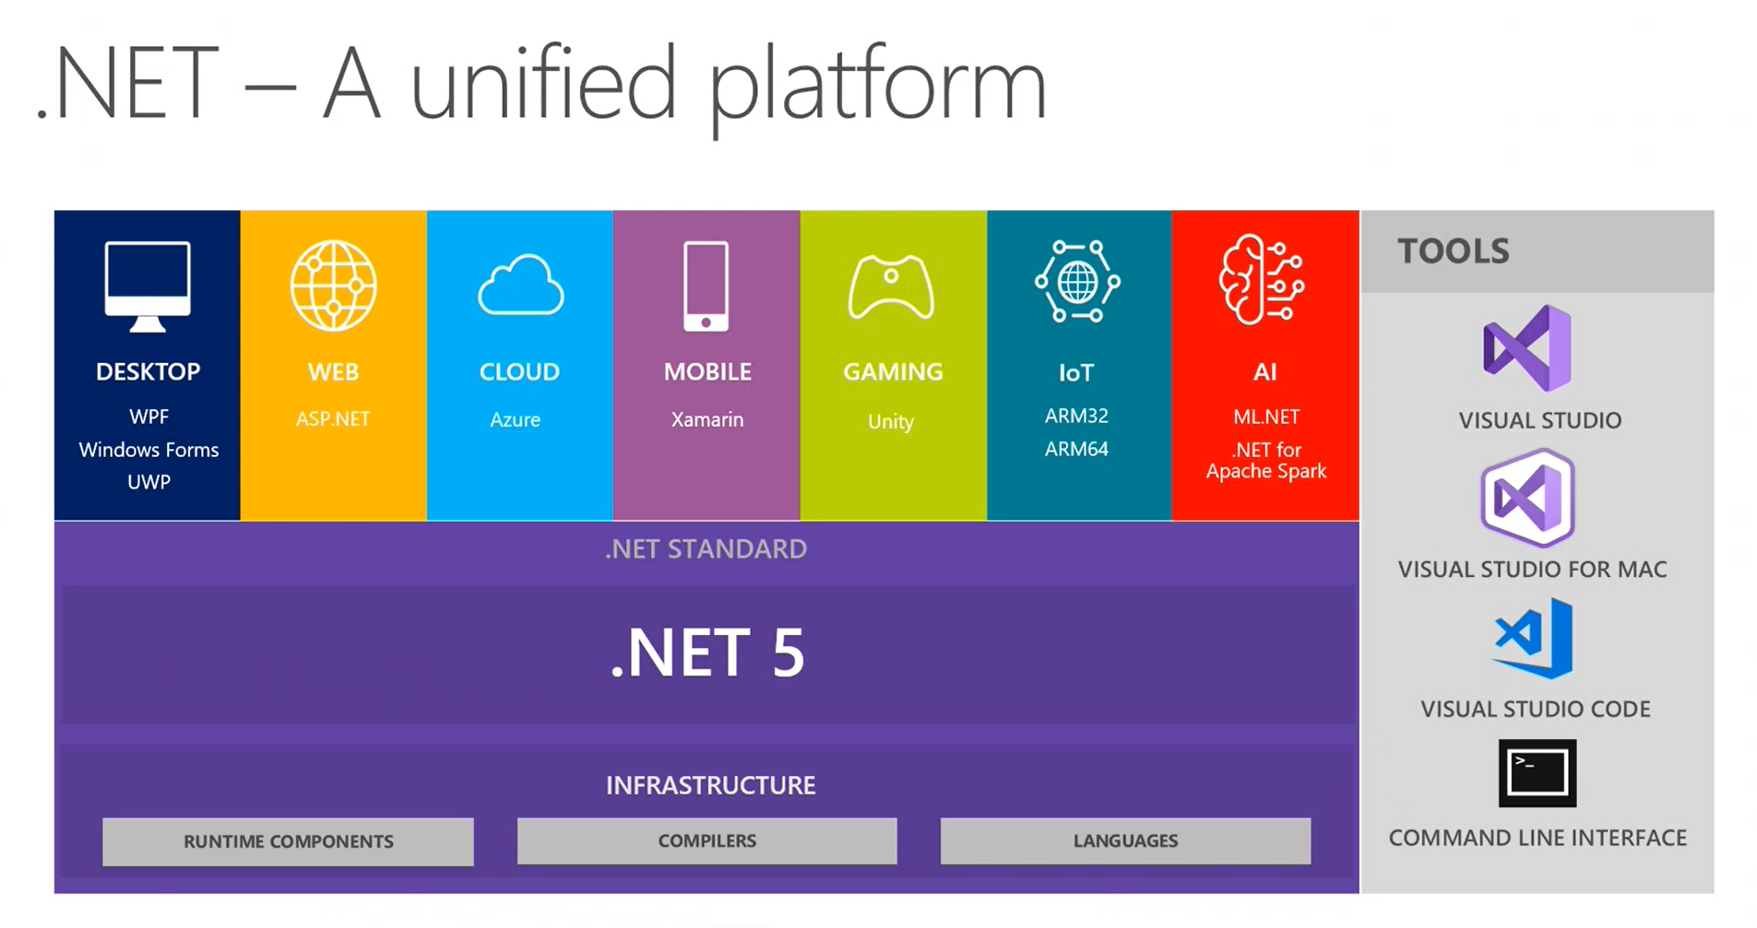 .NET – A unified platform
DESKTOP
WPF
Windows Forms
UWP
WEB
ASP.NET
CLOUD
Azure
MOBILE
Xamarin
GAMING
Unity
IoT
ARM32
ARM64
AI
ML.NET
.NET for
Apache Spark
.NET STANDARD
.NET 5
INFRASTRUCTURE
RUNTIME COMPONENTS
COMPILERS
LANGUAGES
TOOLS
VISUAL STUDIO
VISUAL STUDIO FOR MAC
VISUAL STUDIO CODE
>_
COMMAND LINE INTERFACE